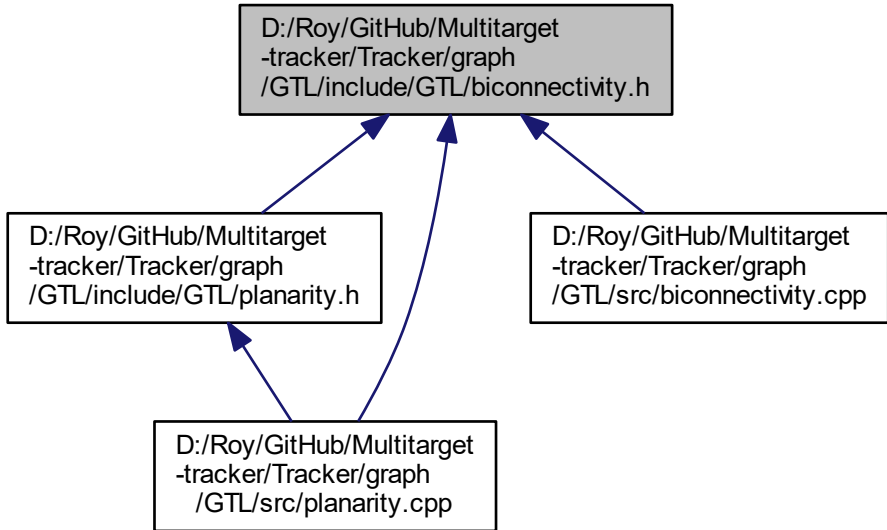 D:/Roy/GitHub/Multitarget
-tracker/Tracker/graph
/GTL/include/GTL/biconnectivity.h
D:/Roy/GitHub/Multitarget
-tracker/Tracker/graph
/GTL/include/GTL/planarity.h
D:/Roy/GitHub/Multitarget
-tracker/Tracker/graph
/GTL/src/biconnectivity.cpp
D:/Roy/GitHub/Multitarget
-tracker/Tracker/graph
/GTL/src/planarity.cpp